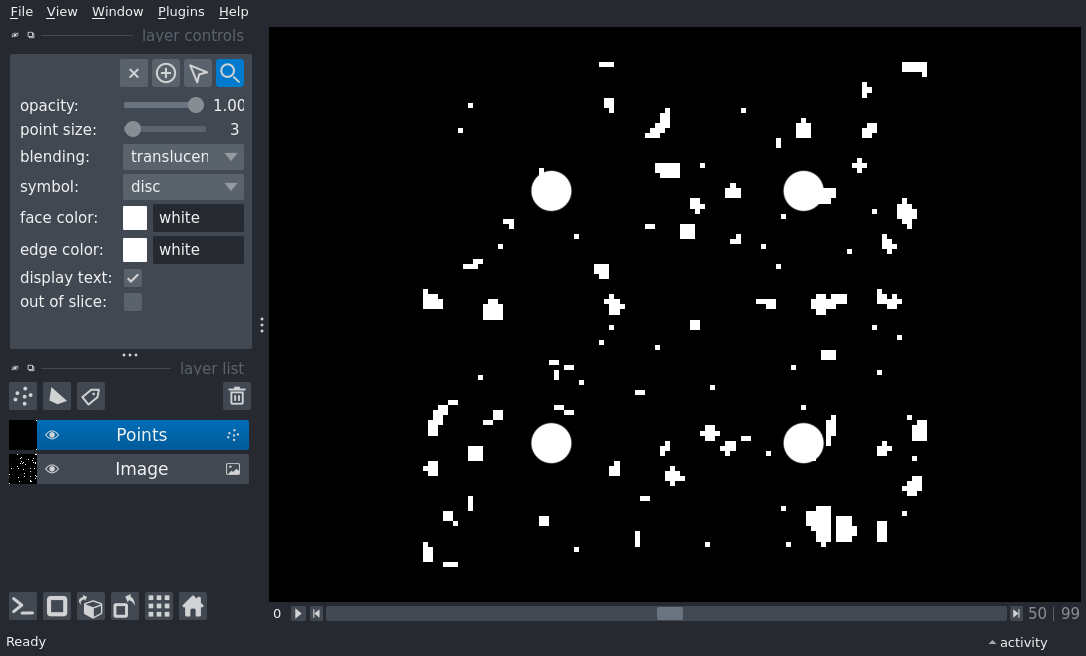 File View Window Plugins Help
layer controls
opacity: 1.00
point size: 3
blending: translucen
symbol: disc
face color: white
edge color: white
display text:
out of slice:
layer list
Points
Image
0 50 | 99
Ready activity